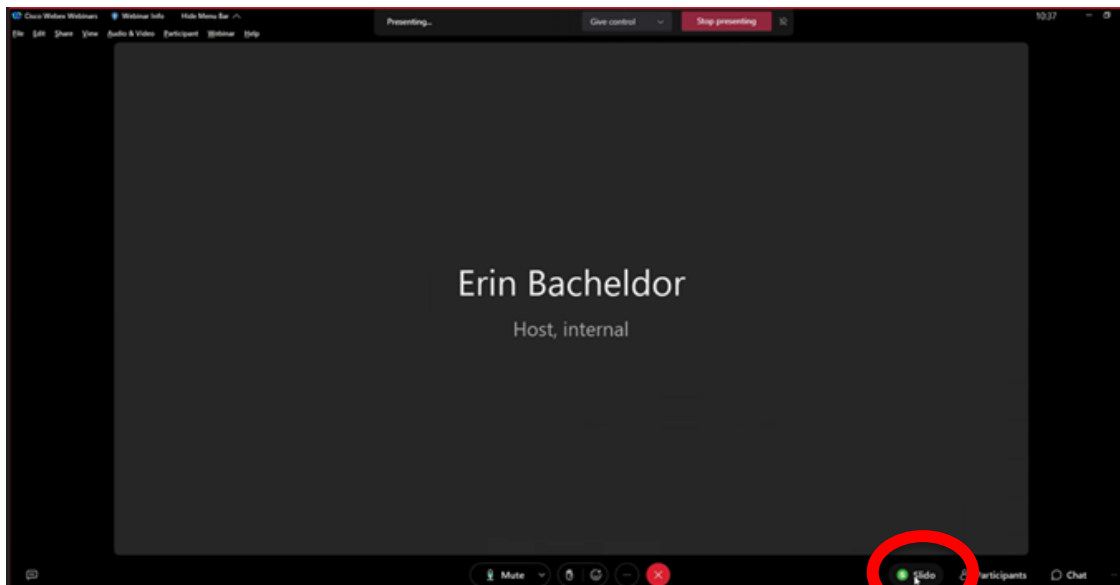 Cisco Webex Webinars Webinar Info Hide Menu Bar
Presenting... Give control Stop presenting 10:37
File Edit Share View Audio & Video Participant Webinar Help
Erin Bacheldor
Host, internal
Mute Slido Participants Chat